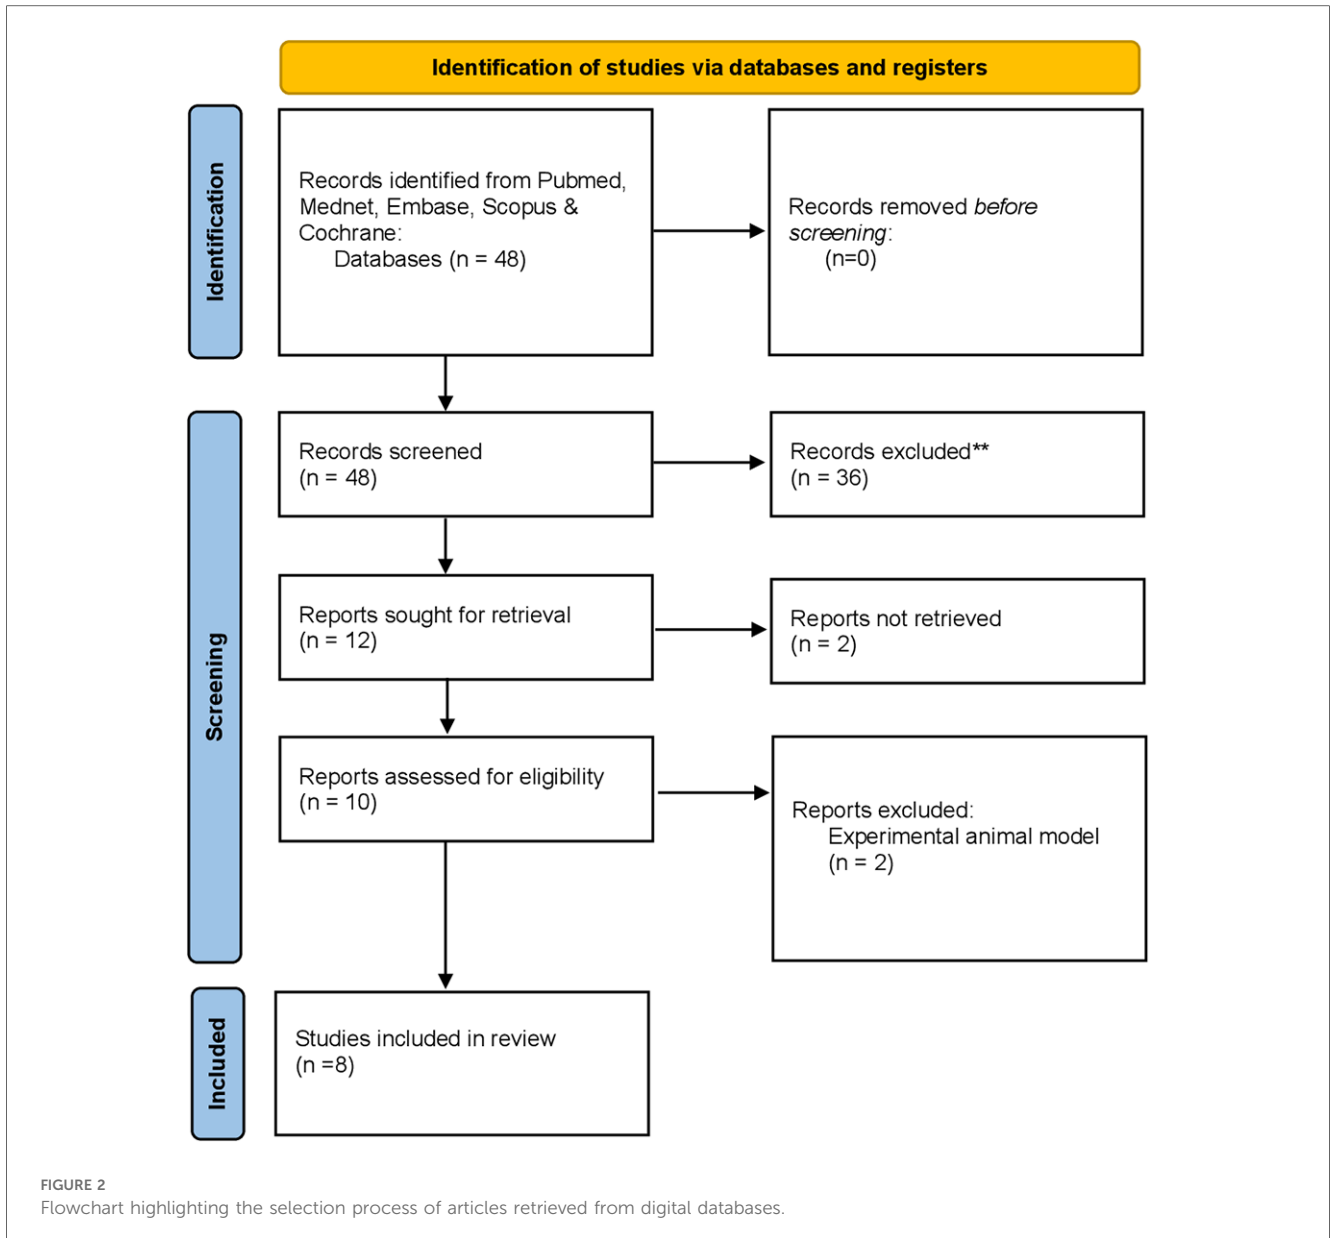 Identification of studies via databases and registers
Identification
Records identified from Pubmed,
Mednet, Embase, Scopus &
Cochrane:
Databases (n = 48)
Records removed before
screening:
(n=0)
Screening
Records screened
(n = 48)
Records excluded**
(n = 36)
Reports sought for retrieval
(n = 12)
Reports not retrieved
(n = 2)
Reports assessed for eligibility
(n = 10)
Reports excluded:
Experimental animal model
(n = 2)
Included
Studies included in review
(n =8)
FIGURE 2
Flowchart highlighting the selection process of articles retrieved from digital databases.